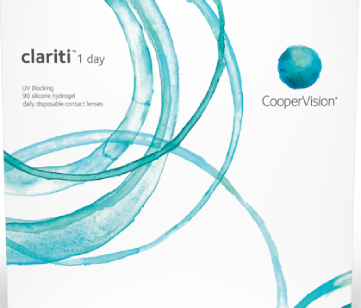 clariti™ 1 day
UV Blocking
90 silicone hydrogel
daily disposable contact lenses
CooperVision®